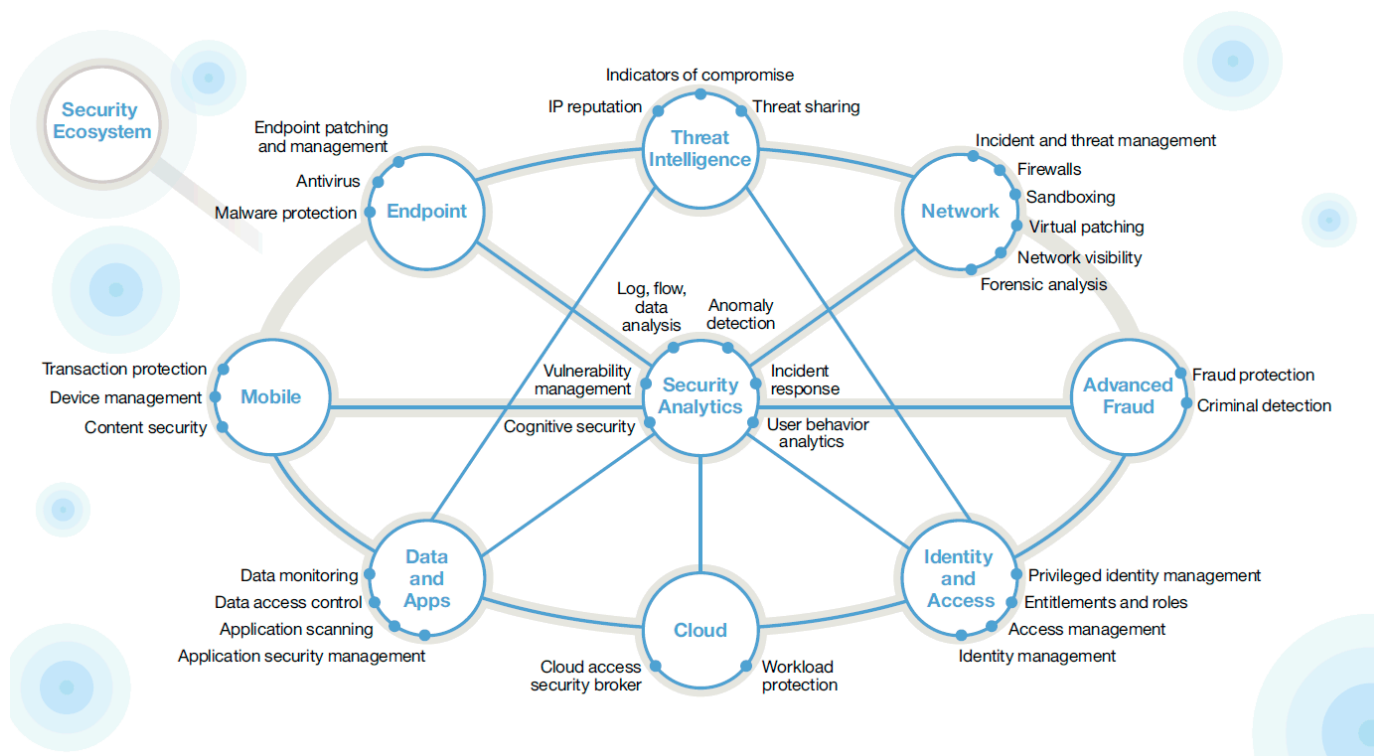 Security
Ecosystem
Indicators of compromise
IP reputation
Threat sharing
Threat
Intelligence
Endpoint patching
and management
Antivirus
Malware protection
Endpoint
Incident and threat management
Firewalls
Sandboxing
Virtual patching
Network visibility
Forensic analysis
Network
Log, flow,
data
analysis
Anomaly
detection
Vulnerability
management
Incident
response
Cognitive security
User behavior
analytics
Security
Analytics
Transaction protection
Device management
Content security
Mobile
Advanced
Fraud
Fraud protection
Criminal detection
Data
and
Apps
Data monitoring
Data access control
Application scanning
Application security management
Cloud
Cloud access
security broker
Workload
protection
Identity and
Access
Privileged identity management
Entitlements and roles
Access management
Identity management